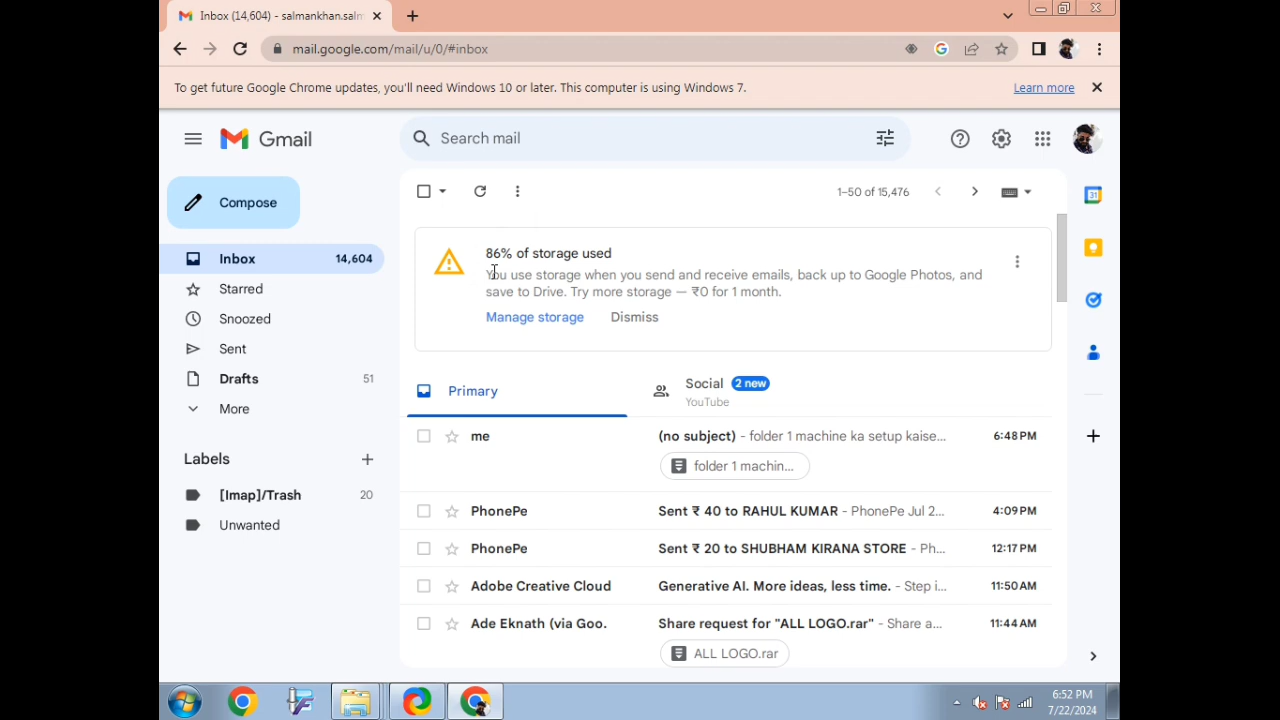 Inbox (14,604) - salmankhan.salm
mail.google.com/mail/u/0/#inbox
To get future Google Chrome updates, you'll need Windows 10 or later. This computer is using Windows 7.
Learn more
Gmail
Search mail
Compose
1–50 of 15,476
Inbox 14,604
Starred
Snoozed
Sent
Drafts 51
More
Labels
[Imap]/Trash 20
Unwanted
86% of storage used
You use storage when you send and receive emails, back up to Google Photos, and
save to Drive. Try more storage — ₹0 for 1 month.
Manage storage Dismiss
Primary
Social 2 new
YouTube
me (no subject) - folder 1 machine ka setup kaise... 6:48 PM
folder 1 machin...
PhonePe Sent ₹ 40 to RAHUL KUMAR - PhonePe Jul 2... 4:09 PM
PhonePe Sent ₹ 20 to SHUBHAM KIRANA STORE - Ph... 12:17 PM
Adobe Creative Cloud Generative AI. More ideas, less time. - Step i... 11:50 AM
Ade Eknath (via Goo. Share request for "ALL LOGO.rar" - Share a... 11:44 AM
ALL LOGO.rar
31
6:52 PM
7/22/2024